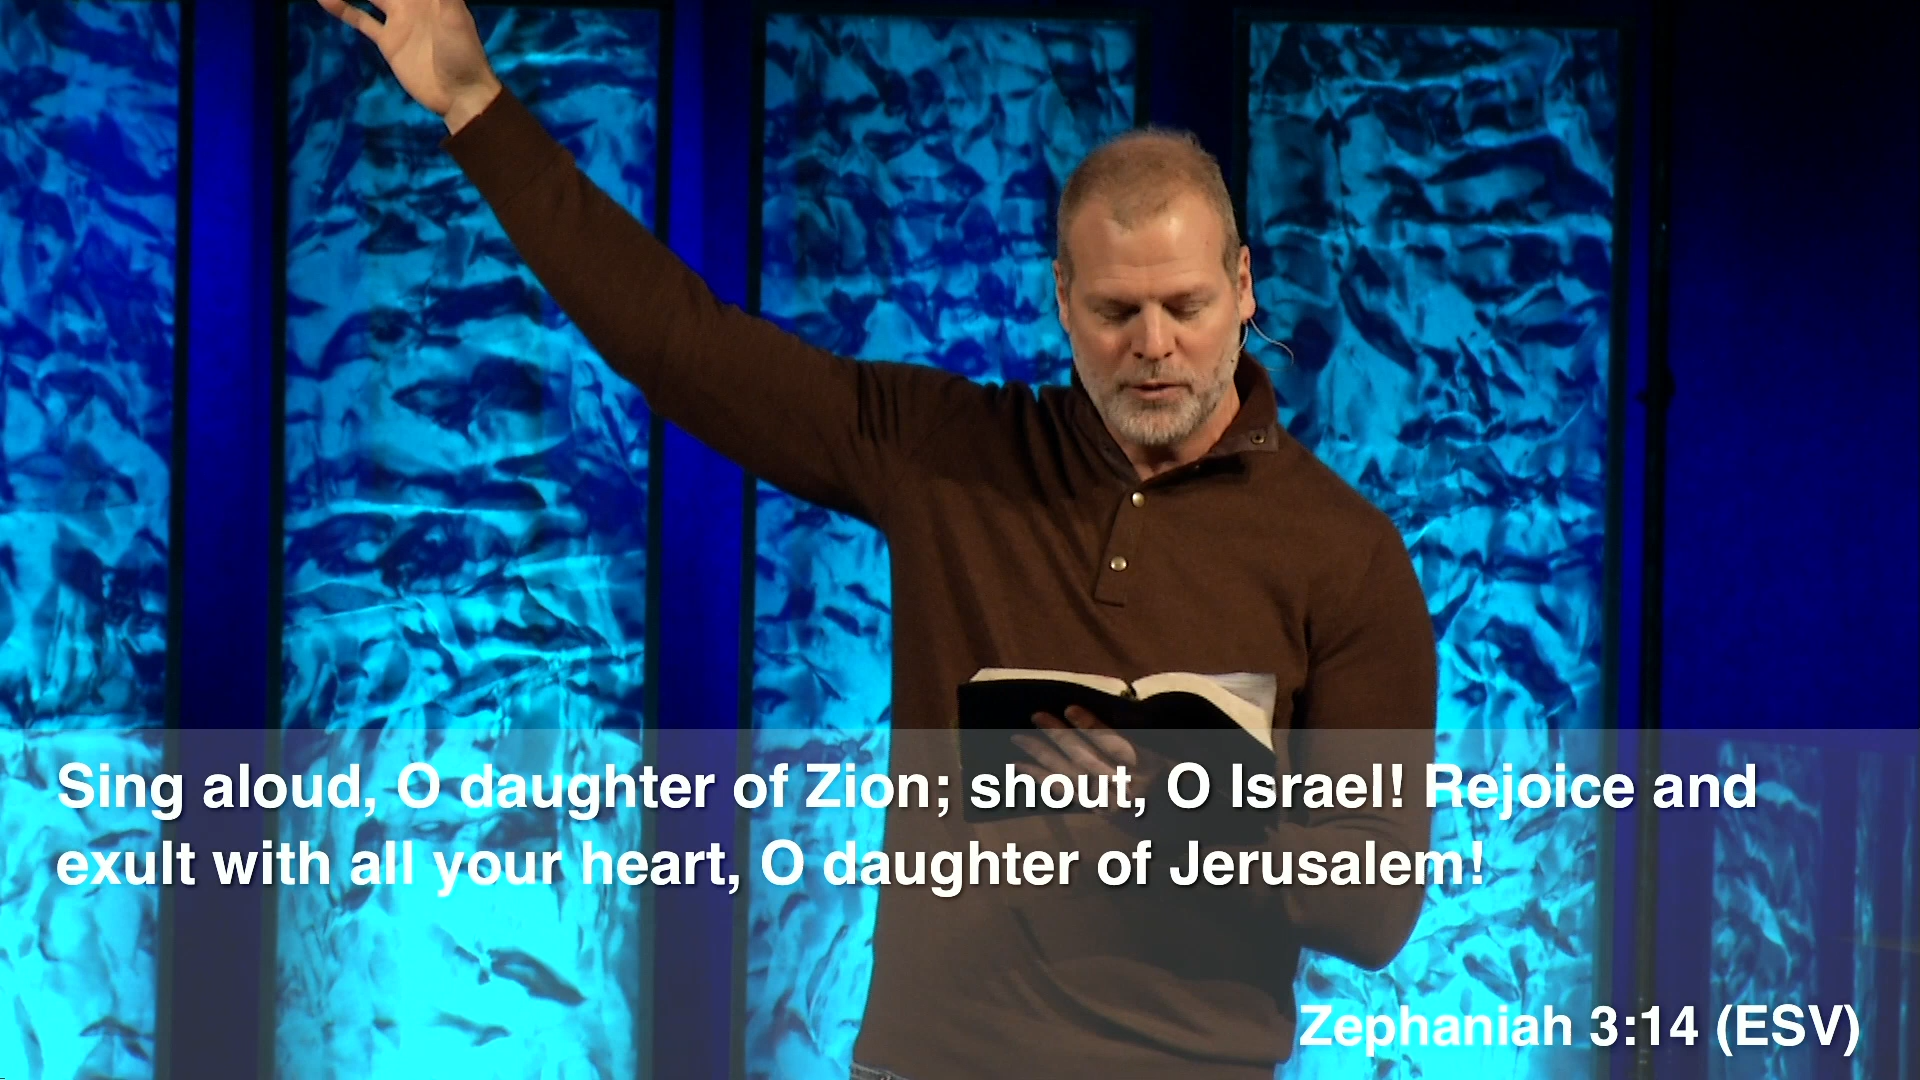 Sing aloud, O daughter of Zion; shout, O Israel! Rejoice and
exult with all your heart, O daughter of Jerusalem!
Zephaniah 3:14 (ESV)